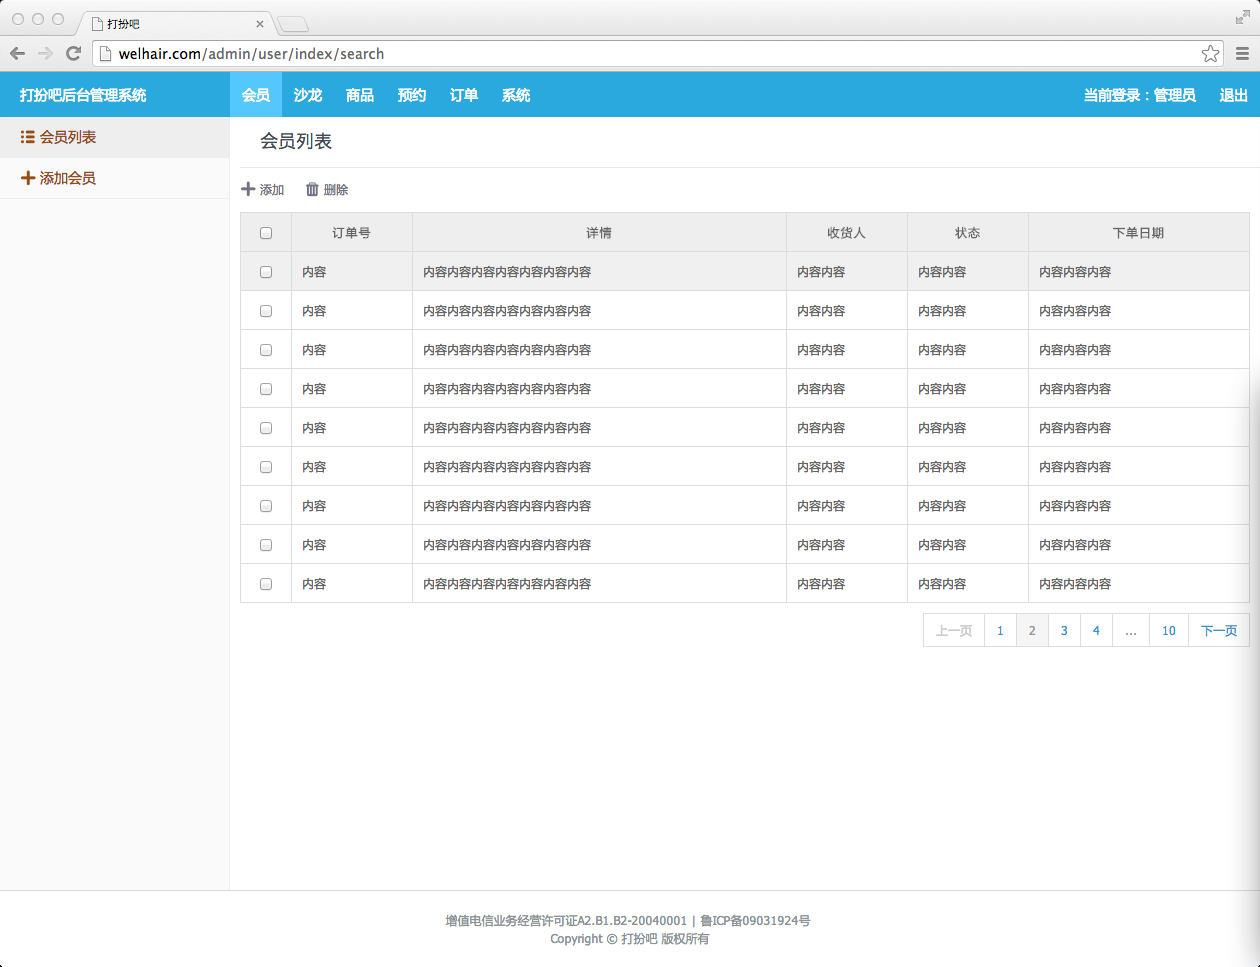 打扮吧
welhair.com/admin/user/index/search
打扮吧后台管理系统 会员 沙龙 商品 预约 订单 系统 当前登录：管理员 退出
会员列表
添加会员
会员列表
添加 删除
订单号 详情 收货人 状态 下单日期
内容 内容内容内容内容内容内容内容 内容内容 内容内容 内容内容内容
内容 内容内容内容内容内容内容内容 内容内容 内容内容 内容内容内容
内容 内容内容内容内容内容内容内容 内容内容 内容内容 内容内容内容
内容 内容内容内容内容内容内容内容 内容内容 内容内容 内容内容内容
内容 内容内容内容内容内容内容内容 内容内容 内容内容 内容内容内容
内容 内容内容内容内容内容内容内容 内容内容 内容内容 内容内容内容
内容 内容内容内容内容内容内容内容 内容内容 内容内容 内容内容内容
内容 内容内容内容内容内容内容内容 内容内容 内容内容 内容内容内容
内容 内容内容内容内容内容内容内容 内容内容 内容内容 内容内容内容
上一页 1 2 3 4 ... 10 下一页
增值电信业务经营许可证A2.B1.B2-20040001 | 鲁ICP备09031924号
Copyright © 打扮吧 版权所有